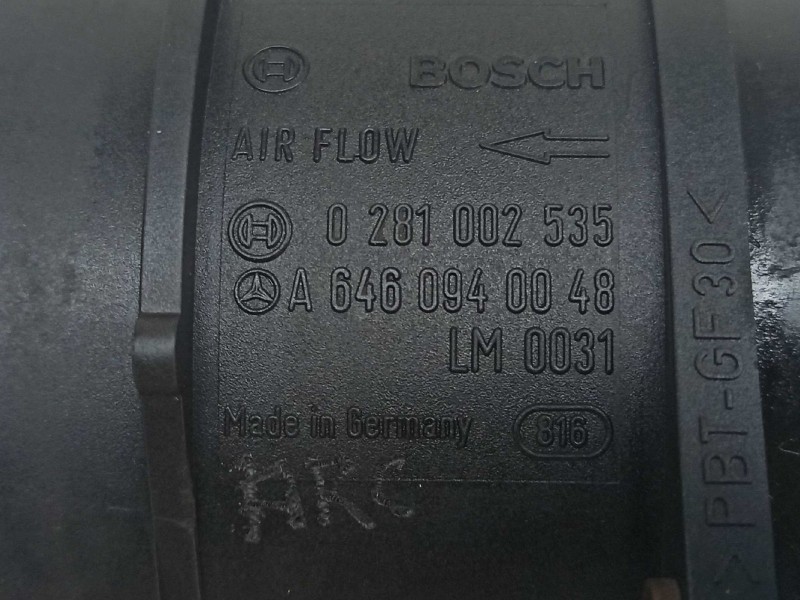 BOSCH
AIR FLOW
0 281 002 535
A 646 094 00 48
LM 0031
Made in Germany 816
ARC
>PBT-GF30<